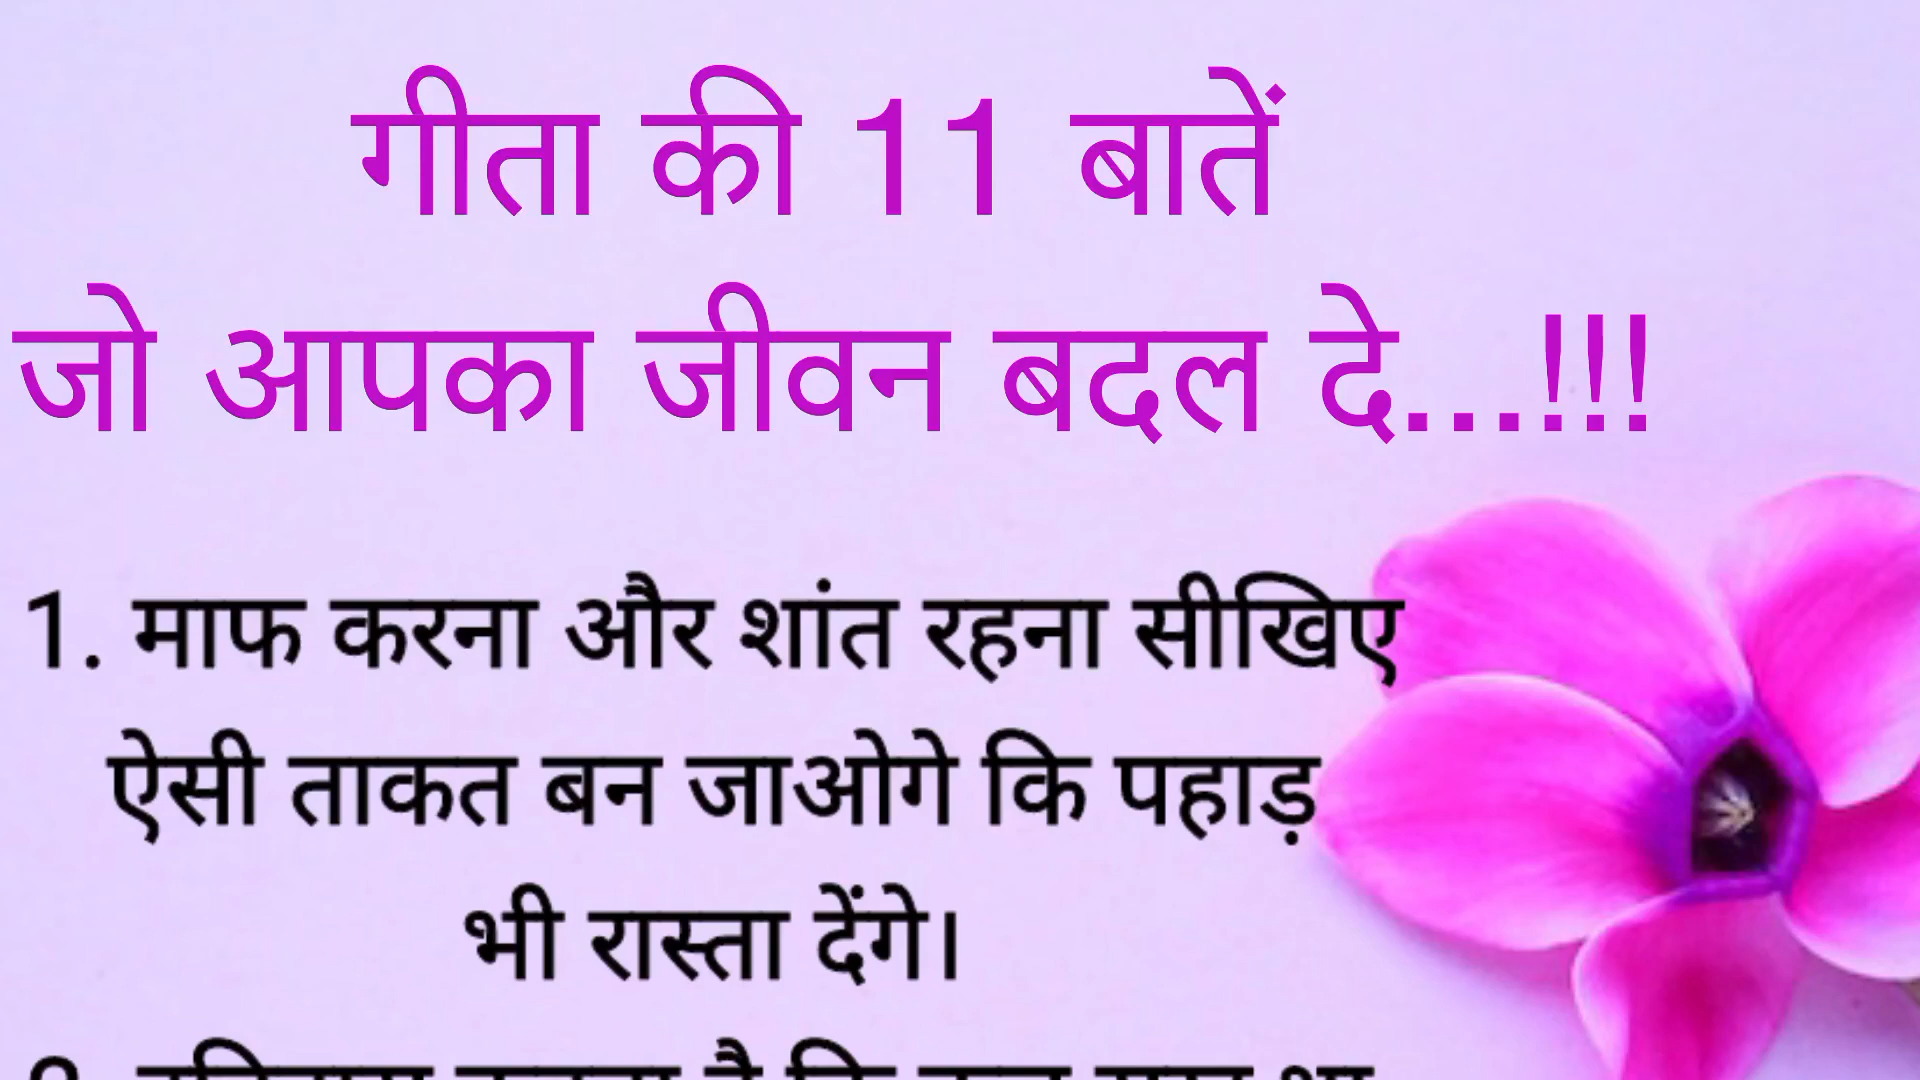 गीता की 11 बातें
जो आपका जीवन बदल दे...!!!
1. माफ करना और शांत रहना सीखिए
ऐसी ताकत बन जाओगे कि पहाड़
भी रास्ता देंगे।